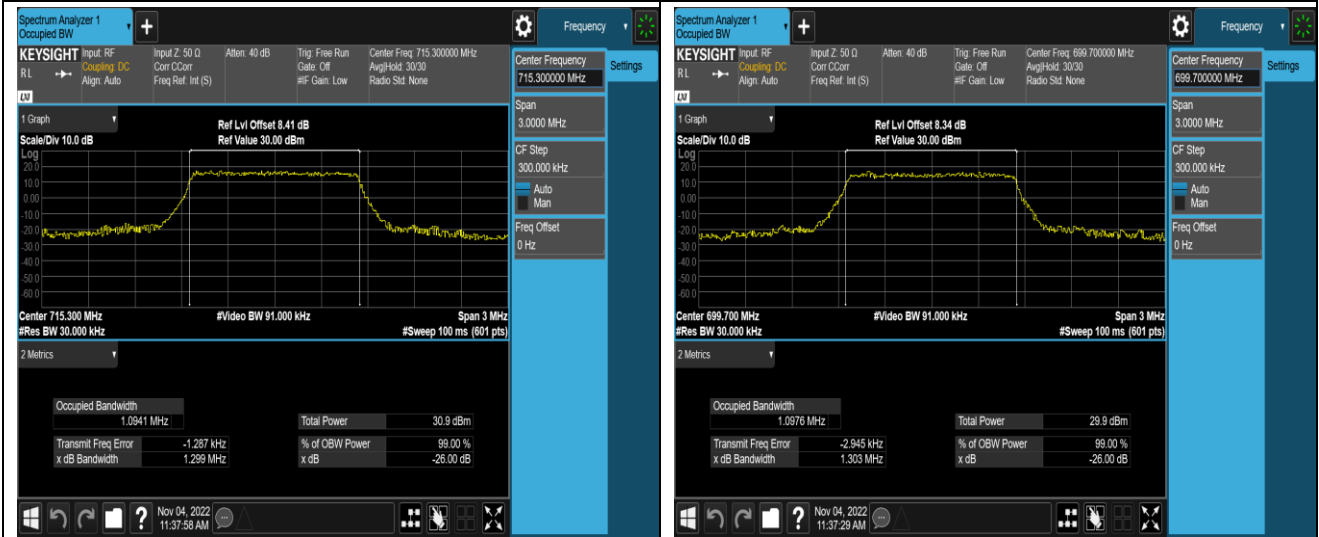 Spectrum Analyzer 1
Occupied BW
+
Frequency
KEYSIGHT
RL
LXI
Input: RF
Coupling: DC
Align: Auto
Input Z: 50 Ω
Corr CCorr
Freq Ref: Int (S)
Atten: 40 dB
Trig: Free Run
Gate: Off
#IF Gain: Low
Center Freq: 715.300000 MHz
Avg|Hold: 30/30
Radio Std: None
Center Frequency
715.300000 MHz
Settings
Span
3.0000 MHz
CF Step
300.000 kHz
Auto
Man
Freq Offset
0 Hz
1 Graph
Scale/Div 10.0 dB
Ref Lvl Offset 8.41 dB
Ref Value 30.00 dBm
Log
20.0
10.0
0.00
-10.0
-20.0
-30.0
-40.0
-50.0
-60.0
Center 715.300 MHz
#Video BW 91.000 kHz
Span 3 MHz
#Res BW 30.000 kHz
#Sweep 100 ms (601 pts)
2 Metrics
Occupied Bandwidth
1.0941 MHz
Total Power 30.9 dBm
Transmit Freq Error -1.287 kHz
% of OBW Power 99.00 %
x dB Bandwidth 1.299 MHz
x dB -26.00 dB
?
Nov 04, 2022
11:37:58 AM
Spectrum Analyzer 1
Occupied BW
+
Frequency
KEYSIGHT
RL
LXI
Input: RF
Coupling: DC
Align: Auto
Input Z: 50 Ω
Corr CCorr
Freq Ref: Int (S)
Atten: 40 dB
Trig: Free Run
Gate: Off
#IF Gain: Low
Center Freq: 699.700000 MHz
Avg|Hold: 30/30
Radio Std: None
Center Frequency
699.700000 MHz
Settings
Span
3.0000 MHz
CF Step
300.000 kHz
Auto
Man
Freq Offset
0 Hz
1 Graph
Scale/Div 10.0 dB
Ref Lvl Offset 8.34 dB
Ref Value 30.00 dBm
Log
20.0
10.0
0.00
-10.0
-20.0
-30.0
-40.0
-50.0
-60.0
Center 699.700 MHz
#Video BW 91.000 kHz
Span 3 MHz
#Res BW 30.000 kHz
#Sweep 100 ms (601 pts)
2 Metrics
Occupied Bandwidth
1.0976 MHz
Total Power 29.9 dBm
Transmit Freq Error -2.945 kHz
% of OBW Power 99.00 %
x dB Bandwidth 1.303 MHz
x dB -26.00 dB
?
Nov 04, 2022
11:37:29 AM